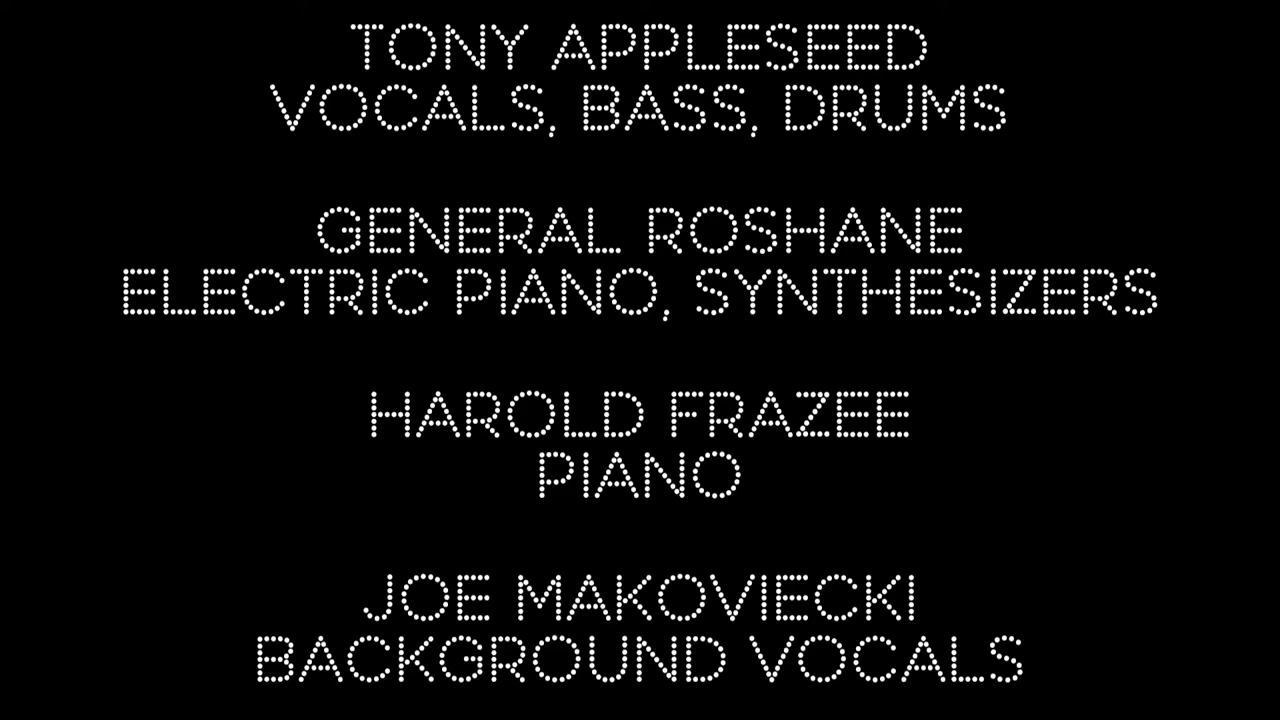 TONY APPLESEED
VOCALS, BASS, DRUMS
GENERAL ROSHANE
ELECTRIC PIANO, SYNTHESIZERS
HAROLD FRAZEE
PIANO
JOE MAKOVIECKI
BACKGROUND VOCALS